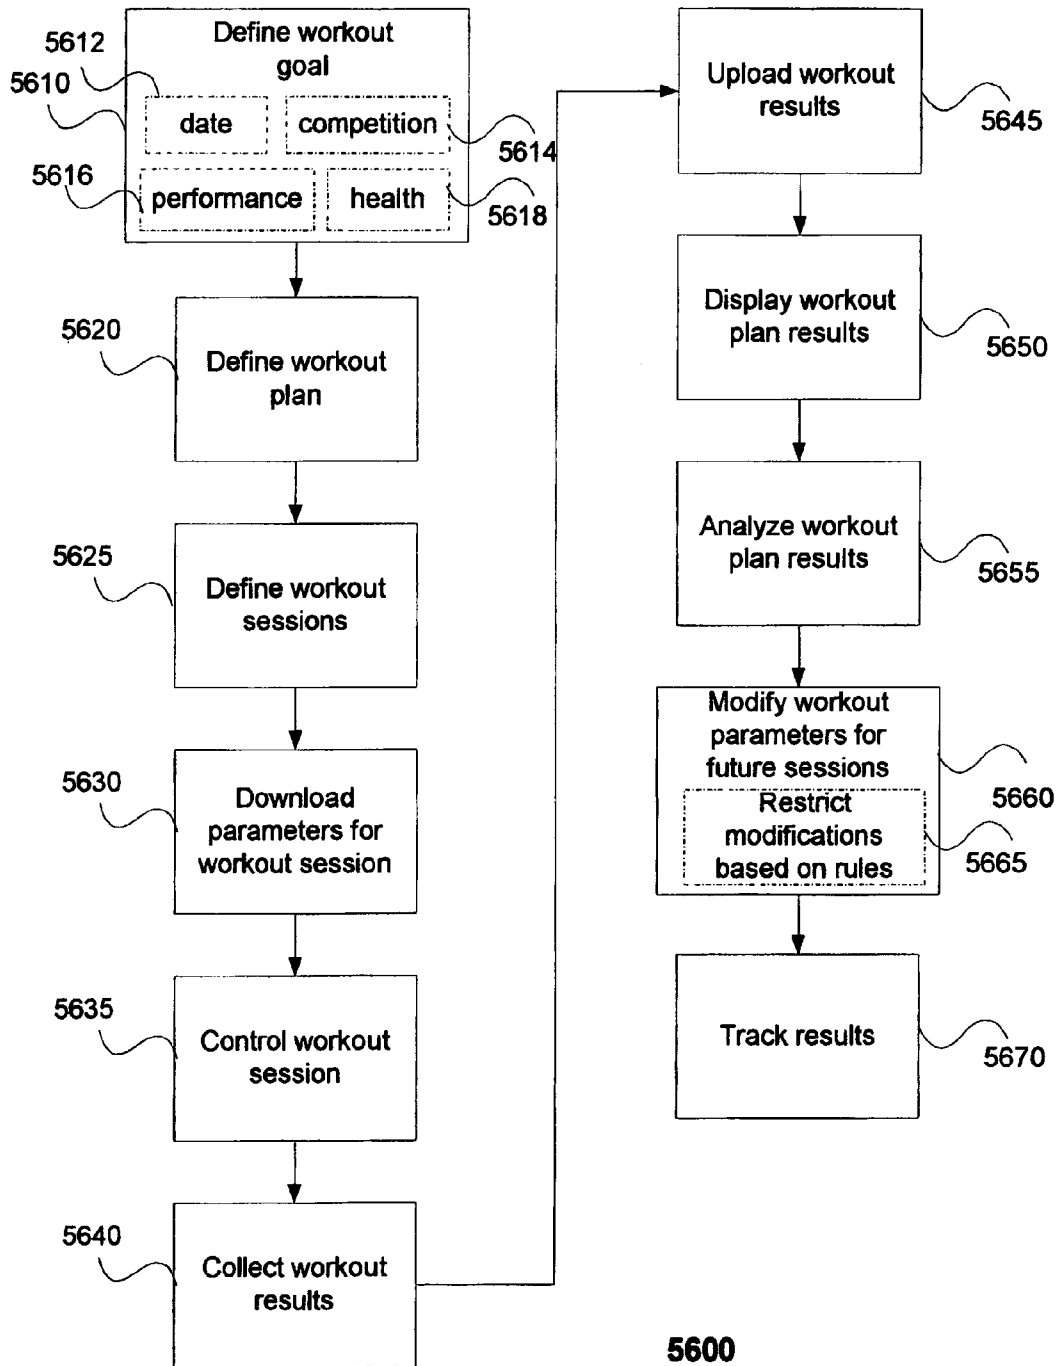 Define workout
goal
5612
5610
date
competition
5614
5616
performance
health
5618
5620
Define workout
plan
5625
Define workout
sessions
5630
Download
parameters for
workout session
5635
Control workout
session
5640
Collect workout
results
Upload workout
results
5645
Display workout
plan results
5650
Analyze workout
plan results
5655
Modify workout
parameters for
future sessions
5660
Restrict
modifications
based on rules
5665
Track results
5670
5600